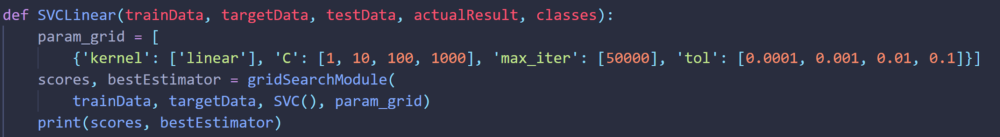 def SVCLinear(trainData, targetData, testData, actualResult, classes):
    param_grid = [
        {'kernel': ['linear'], 'C': [1, 10, 100, 1000], 'max_iter': [50000], 'tol': [0.0001, 0.001, 0.01, 0.1]}]
    scores, bestEstimator = gridSearchModule(
        trainData, targetData, SVC(), param_grid)
    print(scores, bestEstimator)